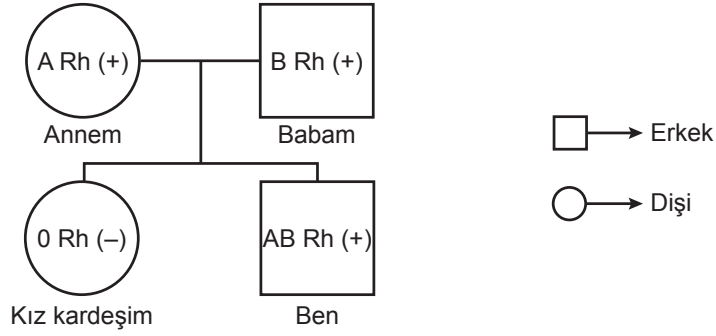 A Rh (+)
B Rh (+)
Annem
Babam
Erkek
Dişi
0 Rh (–)
AB Rh (+)
Kız kardeşim
Ben